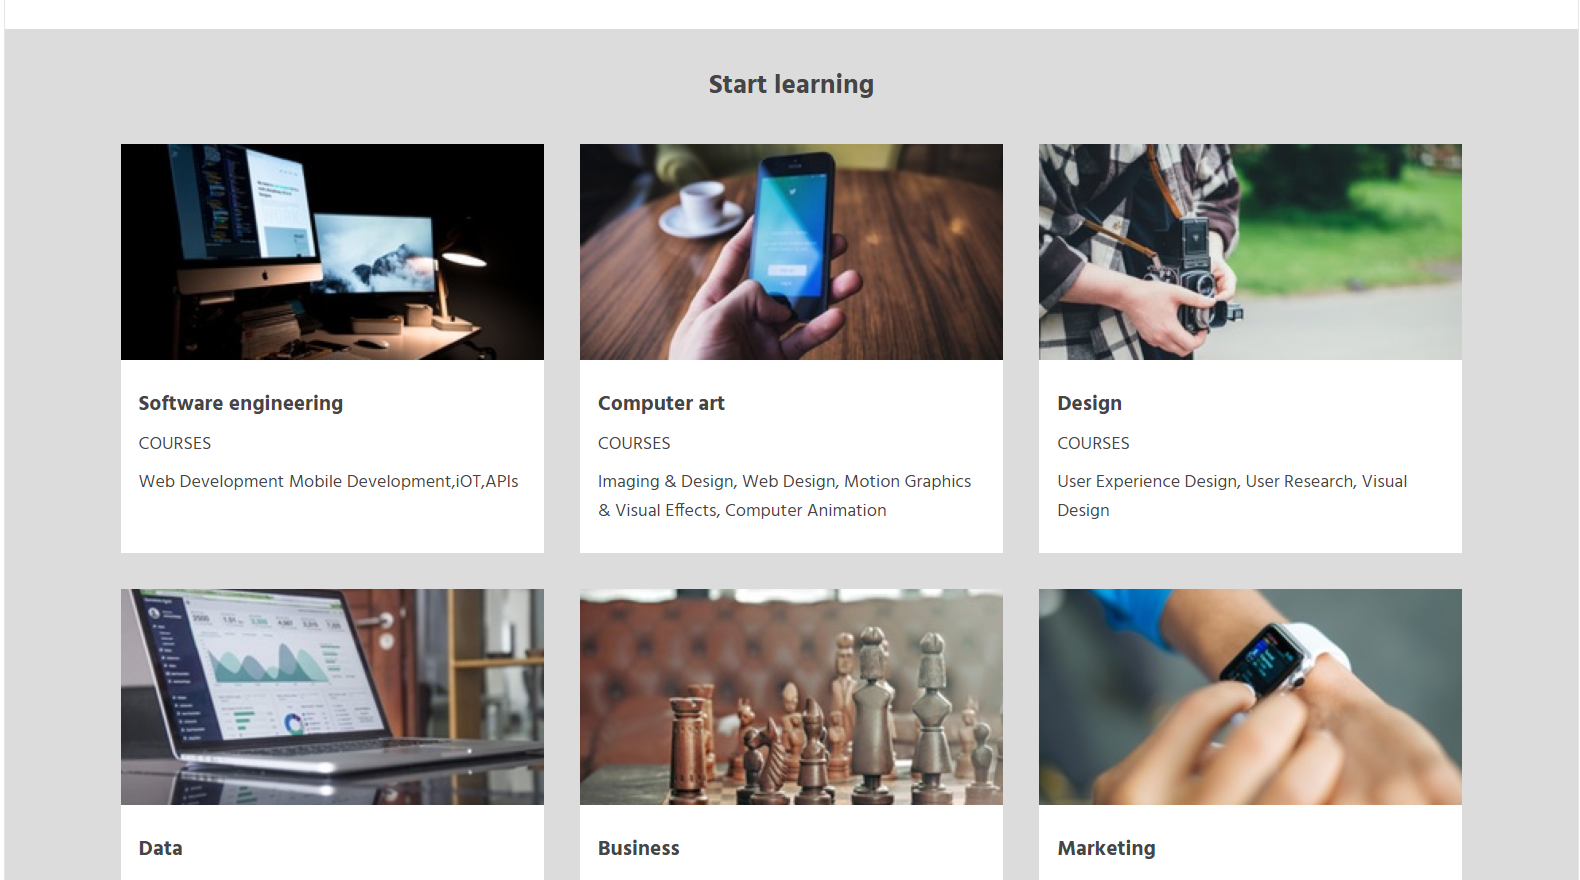 Start learning
Software engineering
COURSES
Web Development Mobile Development,iOT,APIs
Computer art
COURSES
Imaging & Design, Web Design, Motion Graphics
& Visual Effects, Computer Animation
Design
COURSES
User Experience Design, User Research, Visual
Design
Data
Business
Marketing